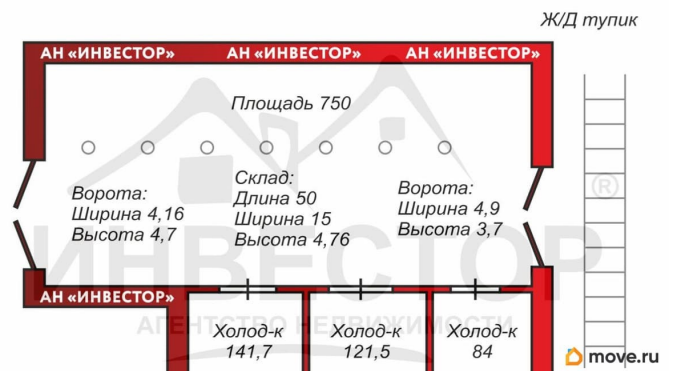 Ж/Д тупик
АН «ИНВЕСТОР» АН «ИНВЕСТОР» АН «ИНВЕСТОР»
Площадь 750
Ворота:
Ширина 4,16
Высота 4,7
Склад:
Длина 50
Ширина 15
Высота 4,76
Ворота:
Ширина 4,9
Высота 3,7
®
ИНВЕСТОР
АН «ИНВЕСТОР»
АГЕНТСТВО НЕДВИЖИМОСТИ
Холод-к
141,7
Холод-к
121,5
Холод-к
84
move.ru